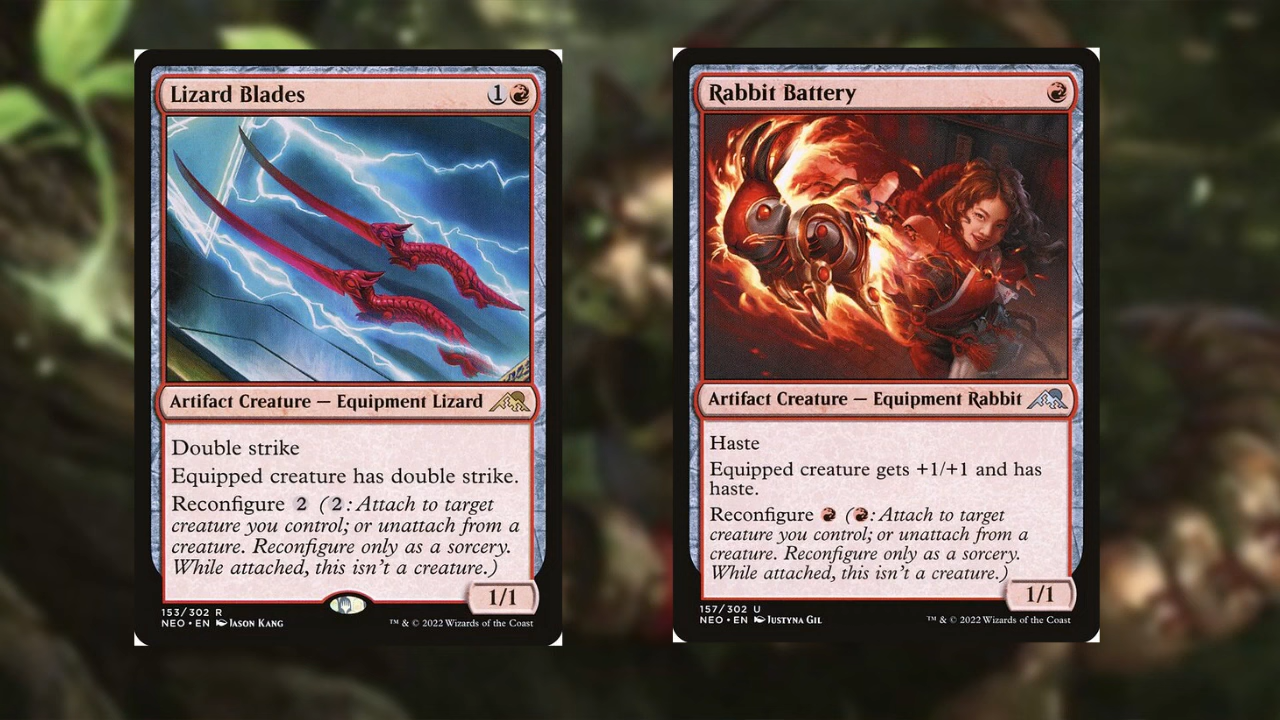 Lizard Blades 1
Artifact Creature — Equipment Lizard
Double strike
Equipped creature has double strike.
Reconfigure 2 (2: Attach to target
creature you control; or unattach from a
creature. Reconfigure only as a sorcery.
While attached, this isn't a creature.)
1/1
153/302 R
NEO • EN Jason Kang
™ & © 2022 Wizards of the Coast
Rabbit Battery
Artifact Creature — Equipment Rabbit
Haste
Equipped creature gets +1/+1 and has
haste.
Reconfigure (: Attach to target
creature you control; or unattach from a
creature. Reconfigure only as a sorcery.
While attached, this isn't a creature.)
1/1
157/302 U
NEO • EN Justyna Gil
™ & © 2022 Wizards of the Coast